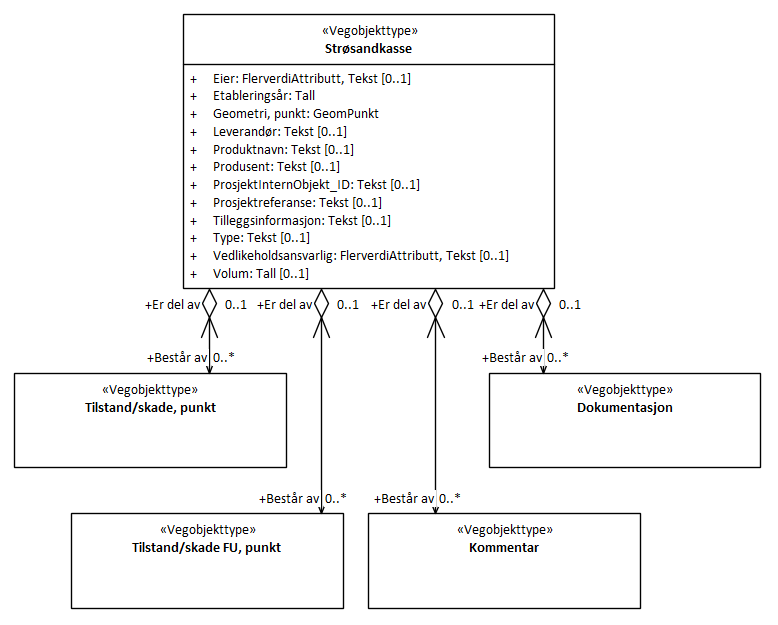 «Vegobjekttype»
Strøsandkasse
+ Eier: FlerverdiAttributt, Tekst [0..1]
+ Etableringsår: Tall
+ Geometri, punkt: GeomPunkt
+ Leverandør: Tekst [0..1]
+ Produktnavn: Tekst [0..1]
+ Produsent: Tekst [0..1]
+ ProsjektInternObjekt_ID: Tekst [0..1]
+ Prosjektreferanse: Tekst [0..1]
+ Tilleggsinformasjon: Tekst [0..1]
+ Type: Tekst [0..1]
+ Vedlikeholdsansvarlig: FlerverdiAttributt, Tekst [0..1]
+ Volum: Tall [0..1]
+Er del av 0..1 +Er del av 0..1 +Er del av 0..1 +Er del av 0..1
+Består av 0..* +Består av 0..*
«Vegobjekttype»
Tilstand/skade, punkt
«Vegobjekttype»
Dokumentasjon
+Består av 0..* +Består av 0..*
«Vegobjekttype»
Tilstand/skade FU, punkt
«Vegobjekttype»
Kommentar